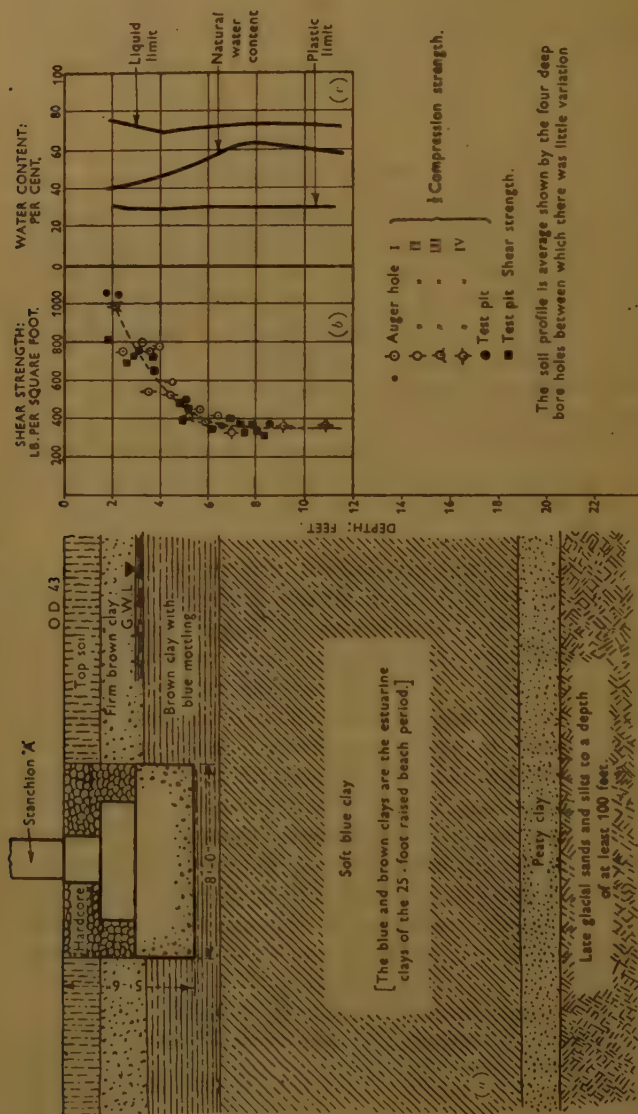 Stanchion "A"
OD 43
Hardcore
Top soil
Firm brown clay
G.W.L.
Brown clay with
blue mottling
5'-6"
8'-0"
Soft blue clay
[The blue and brown clays are the estuarine
clays of the 25-foot raised beach period.]
(a)
Peaty clay
Late glacial sands and silts to a depth
of at least 100 feet.
DEPTH: FEET.
0
2
4
6
8
10
12
14
16
18
20
22
SHEAR STRENGTH:
LB. PER SQUARE FOOT.
200
400
600
800
1000
(b)
WATER CONTENT:
PER CENT.
0
20
40
60
80
100
(c)
Liquid
limit
Natural
water
content
Plastic
limit
Auger hole I
" " II
" " III
" " IV
½ Compression strength.
Test pit
Test pit Shear strength.
The soil profile is average shown by the four deep
bore holes between which there was little variation